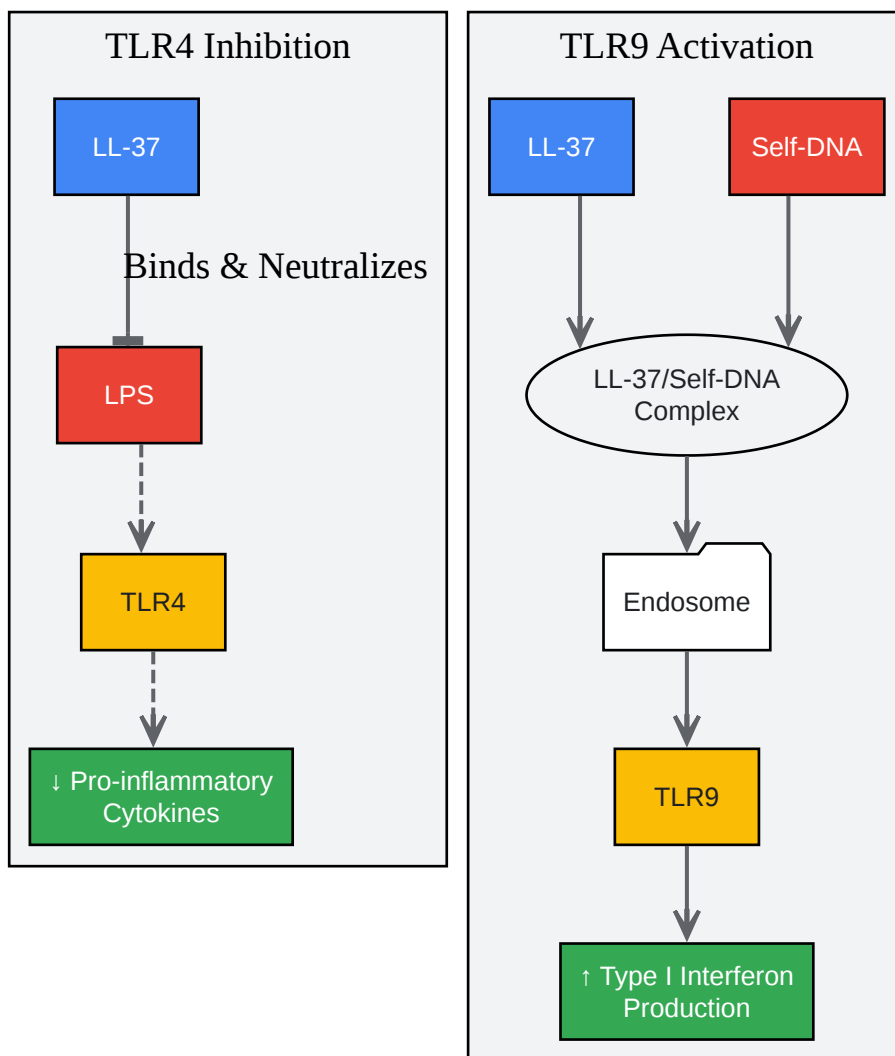 TLR4 Inhibition
LL-37
Binds & Neutralizes
LPS
TLR4
↓ Pro-inflammatory
Cytokines
TLR9 Activation
LL-37
Self-DNA
LL-37/Self-DNA
Complex
Endosome
TLR9
↑ Type I Interferon
Production